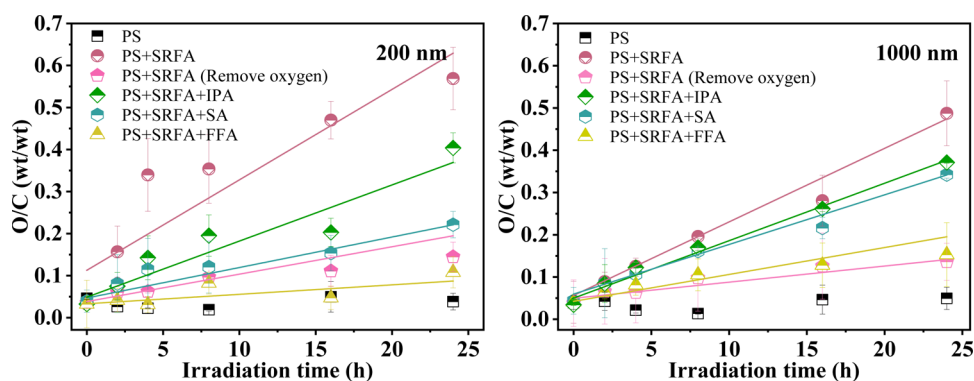 0.7
0.6
0.5
0.4
0.3
0.2
0.1
0.0
O/C (wt/wt)
PS
PS+SRFA
PS+SRFA (Remove oxygen)
PS+SRFA+IPA
PS+SRFA+SA
PS+SRFA+FFA
200 nm
0 5 10 15 20 25
Irradiation time (h)
0.7
0.6
0.5
0.4
0.3
0.2
0.1
0.0
O/C (wt/wt)
PS
PS+SRFA
PS+SRFA (Remove oxygen)
PS+SRFA+IPA
PS+SRFA+SA
PS+SRFA+FFA
1000 nm
0 5 10 15 20 25
Irradiation time (h)